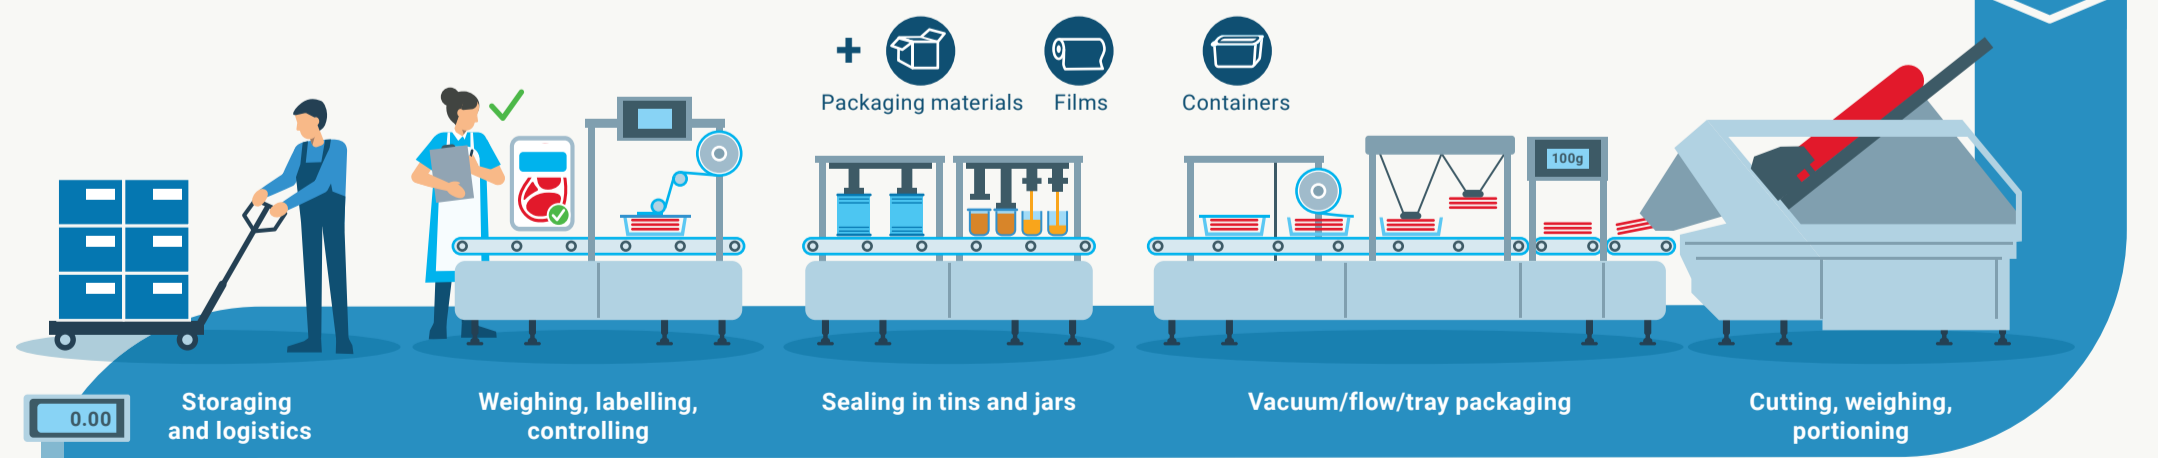 +
Packaging materials
Films
Containers
100g
0.00
Storaging
and logistics
Weighing, labelling,
controlling
Sealing in tins and jars
Vacuum/flow/tray packaging
Cutting, weighing,
portioning